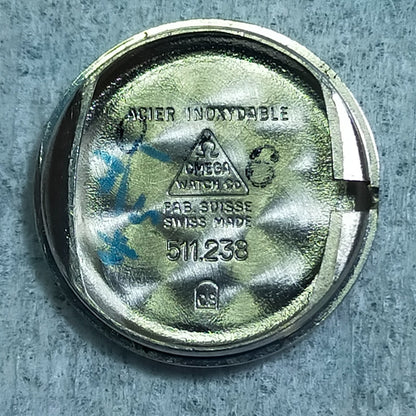 ACIER INOXYDABLE
OMEGA
WATCH CO
FAB. SUISSE
SWISS MADE
511.238